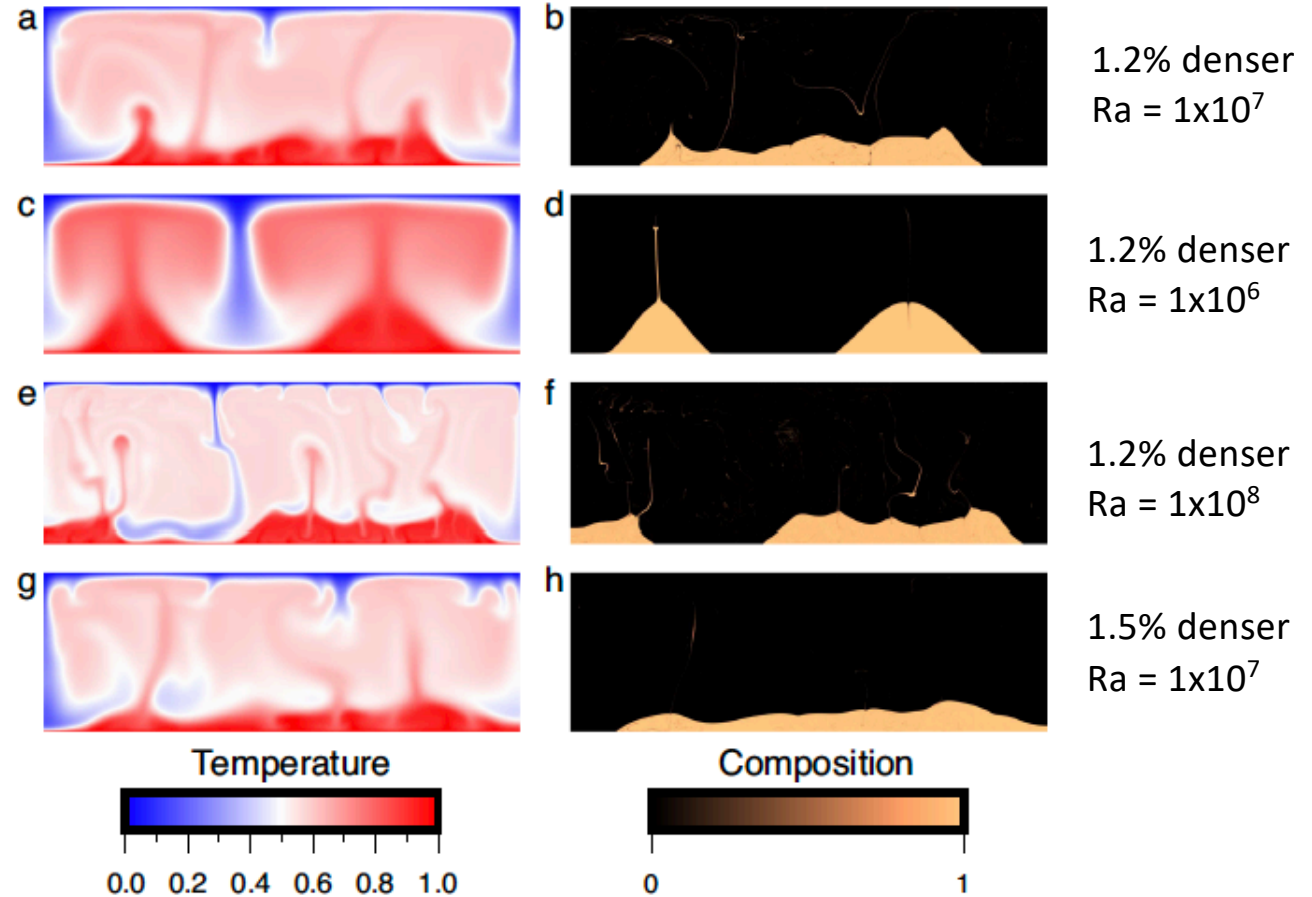 a
b
1.2% denser
Ra = 1x10⁷
c
d
1.2% denser
Ra = 1x10⁶
e
f
1.2% denser
Ra = 1x10⁸
g
h
1.5% denser
Ra = 1x10⁷
Temperature
0.0 0.2 0.4 0.6 0.8 1.0
Composition
0 1